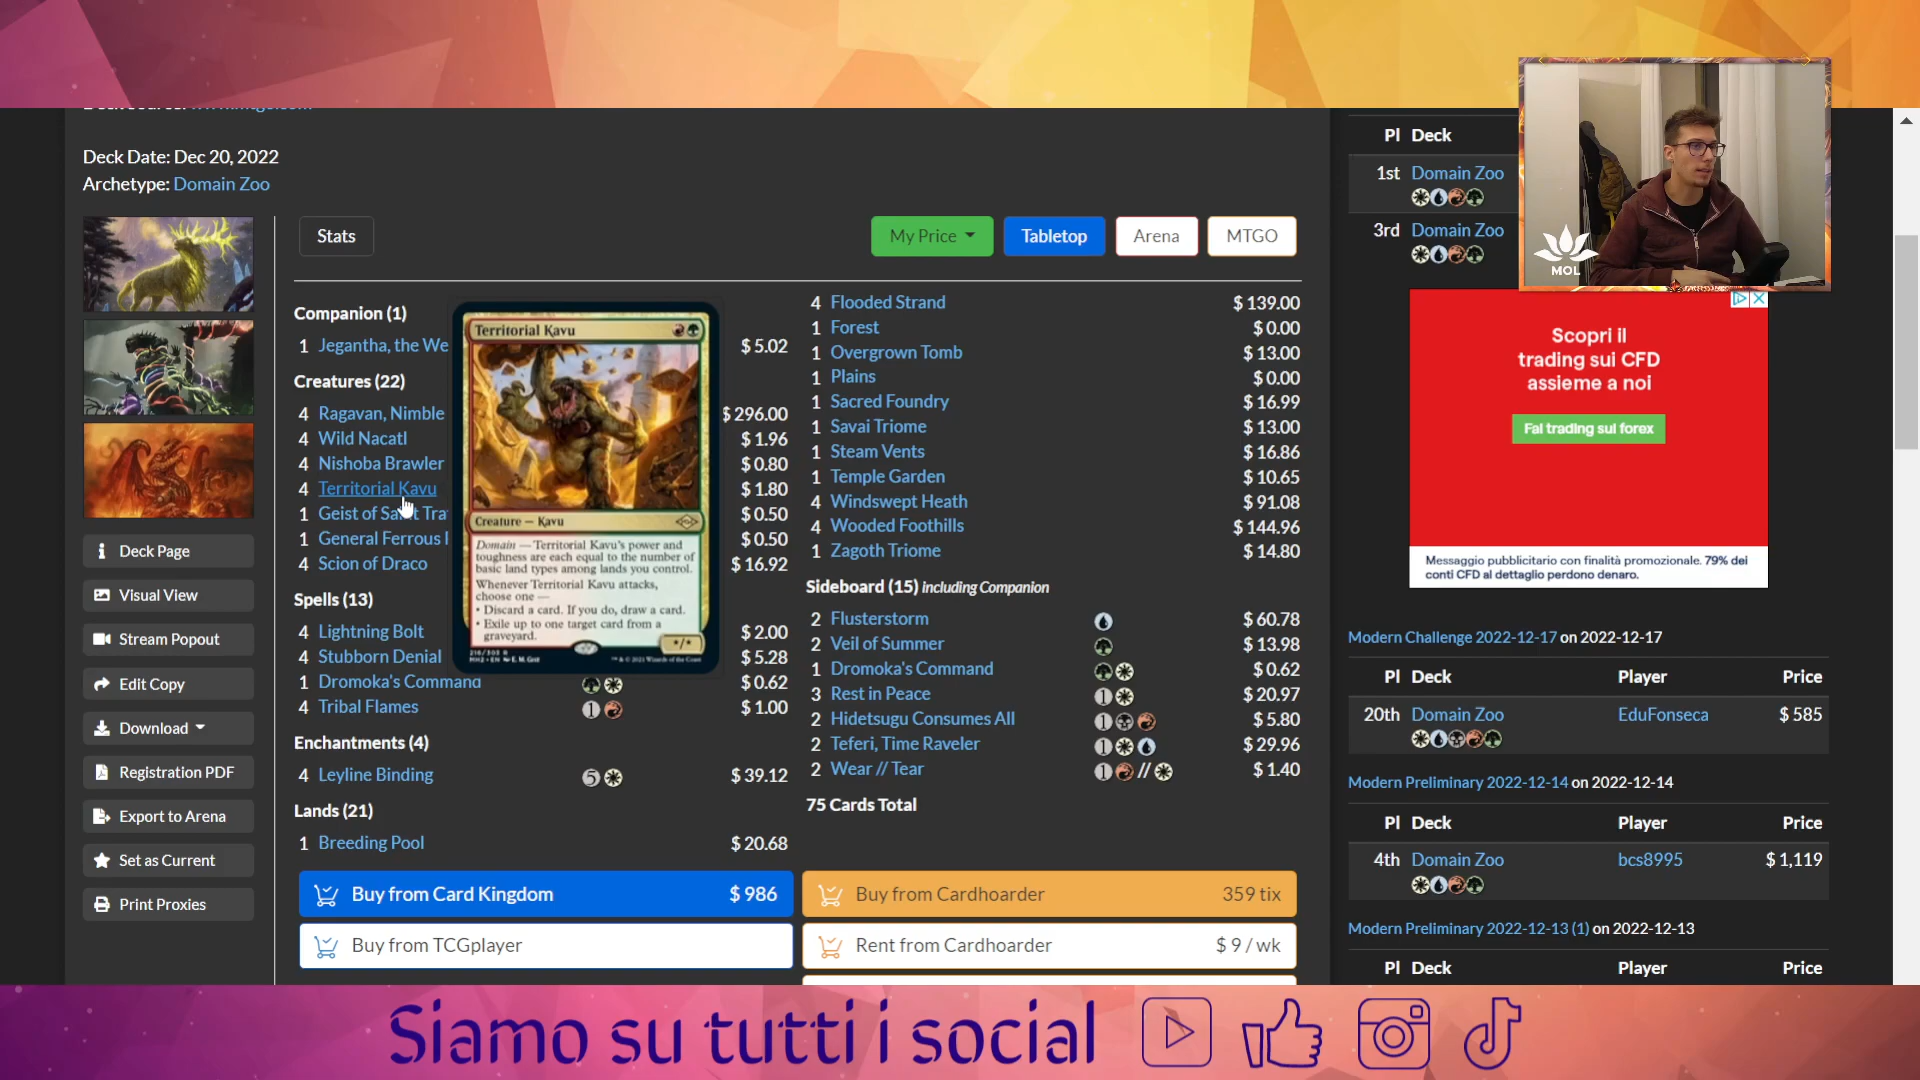 Deck Date: Dec 20, 2022
Archetype: Domain Zoo
Stats
My Price
Tabletop
Arena
MTGO
Companion (1)
1 Jegantha, the We
$ 5.02
Creatures (22)
4 Ragavan, Nimble
$ 296.00
4 Wild Nacatl
$ 1.96
4 Nishoba Brawler
$ 0.80
4 Territorial Kavu
$ 1.80
1 Geist of Saint Tra
$ 0.50
1 General Ferrous
$ 0.50
4 Scion of Draco
$ 16.92
Spells (13)
4 Lightning Bolt
$ 2.00
4 Stubborn Denial
$ 5.28
1 Dromoka's Command
$ 0.62
4 Tribal Flames 1
$ 1.00
Enchantments (4)
4 Leyline Binding 5
$ 39.12
Lands (21)
1 Breeding Pool
$ 20.68
Territorial Kavu
Creature — Kavu
Domain — Territorial Kavu's power and
toughness are each equal to the number of
basic land types among lands you control.
Whenever Territorial Kavu attacks,
choose one —
• Discard a card. If you do, draw a card.
• Exile up to one target card from a
graveyard.
*/*
4 Flooded Strand $ 139.00
1 Forest $ 0.00
1 Overgrown Tomb $ 13.00
1 Plains $ 0.00
1 Sacred Foundry $ 16.99
1 Savai Triome $ 13.00
1 Steam Vents $ 16.86
1 Temple Garden $ 10.65
4 Windswept Heath $ 91.08
4 Wooded Foothills $ 144.96
1 Zagoth Triome $ 14.80
Sideboard (15) including Companion
2 Flusterstorm $ 60.78
2 Veil of Summer $ 13.98
1 Dromoka's Command $ 0.62
3 Rest in Peace 1 $ 20.97
2 Hidetsugu Consumes All 1 $ 5.80
2 Teferi, Time Raveler 1 $ 29.96
2 Wear // Tear 1 // $ 1.40
75 Cards Total
Deck Page
Visual View
Stream Popout
Edit Copy
Download
Registration PDF
Export to Arena
Set as Current
Print Proxies
Buy from Card Kingdom $ 986
Buy from Cardhoarder 359 tix
Buy from TCGplayer
Rent from Cardhoarder $ 9 / wk
Pl Deck
1st Domain Zoo
3rd Domain Zoo
MOL
Scopri il
trading sui CFD
assieme a noi
Fai trading sul forex
Messaggio pubblicitario con finalità promozionale. 79% dei
conti CFD al dettaglio perdono denaro.
Modern Challenge 2022-12-17 on 2022-12-17
Pl Deck Player Price
20th Domain Zoo EduFonseca $ 585
Modern Preliminary 2022-12-14 on 2022-12-14
Pl Deck Player Price
4th Domain Zoo bcs8995 $ 1,119
Modern Preliminary 2022-12-13 (1) on 2022-12-13
Pl Deck Player Price
Siamo su tutti i social